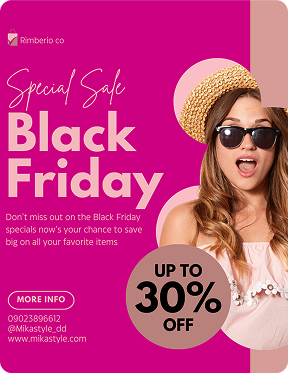 Rimberio co
Special Sale
Black
Friday
Don't miss out on the Black Friday
specials now's your chance to save
big on all your favorite items
UP TO
30%
OFF
MORE INFO
09023896612
@Mikastyle_dd
www.mikastyle.com